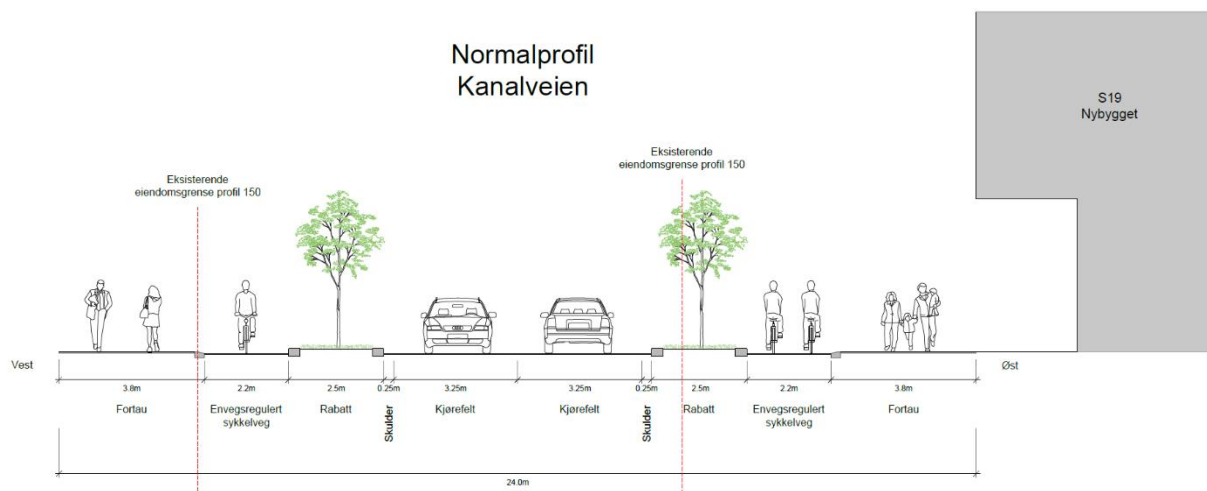 Normalprofil
Kanalveien
S19
Nybygget
Eksisterende
eiendomsgrense profil 150
Eksisterende
eiendomsgrense profil 150
Vest
Øst
3.8m
2.2m
2.5m
0.25m
3.25m
3.25m
0.25m
2.5m
2.2m
3.8m
Fortau
Envegsregulert
sykkelveg
Rabatt
Skulder
Kjørefelt
Kjørefelt
Skulder
Rabatt
Envegsregulert
sykkelveg
Fortau
24.0m